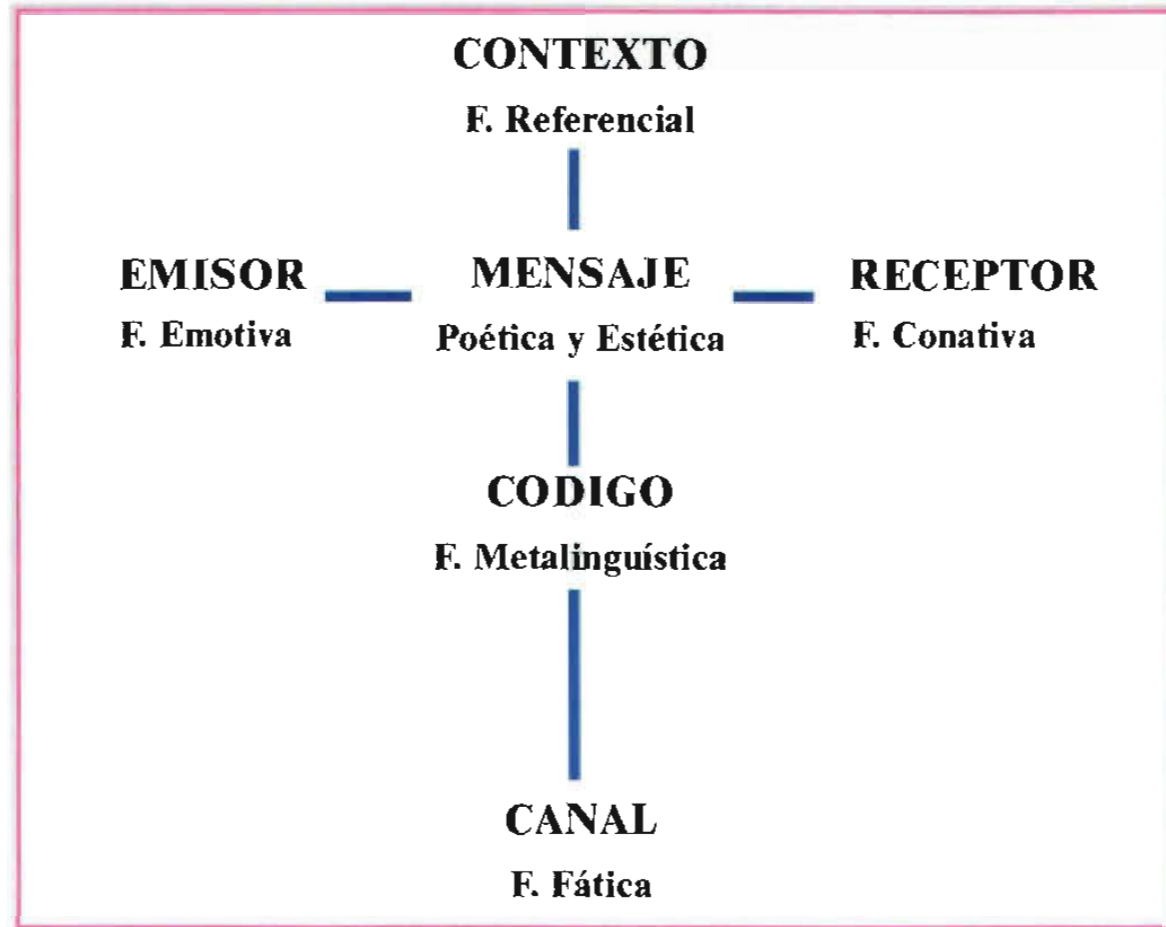 CONTEXTO
F. Referencial
EMISOR MENSAJE RECEPTOR
F. Emotiva Poética y Estética F. Conativa
CODIGO
F. Metalinguística
CANAL
F. Fática